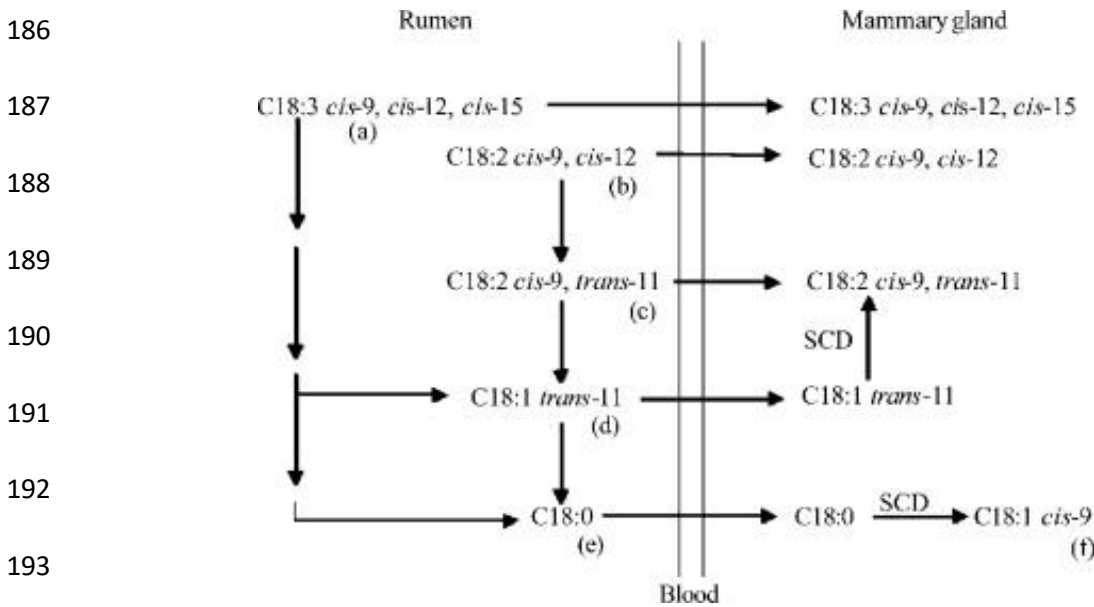 186 Rumen Mammary gland
187 C18:3 cis-9, cis-12, cis-15 C18:3 cis-9, cis-12, cis-15
(a)
C18:2 cis-9, cis-12 C18:2 cis-9, cis-12
188 (b)
189 C18:2 cis-9, trans-11 C18:2 cis-9, trans-11
(c)
190 SCD
191 C18:1 trans-11 C18:1 trans-11
(d)
192 C18:0 C18:0 SCD C18:1 cis-9
(e) (f)
193
Blood